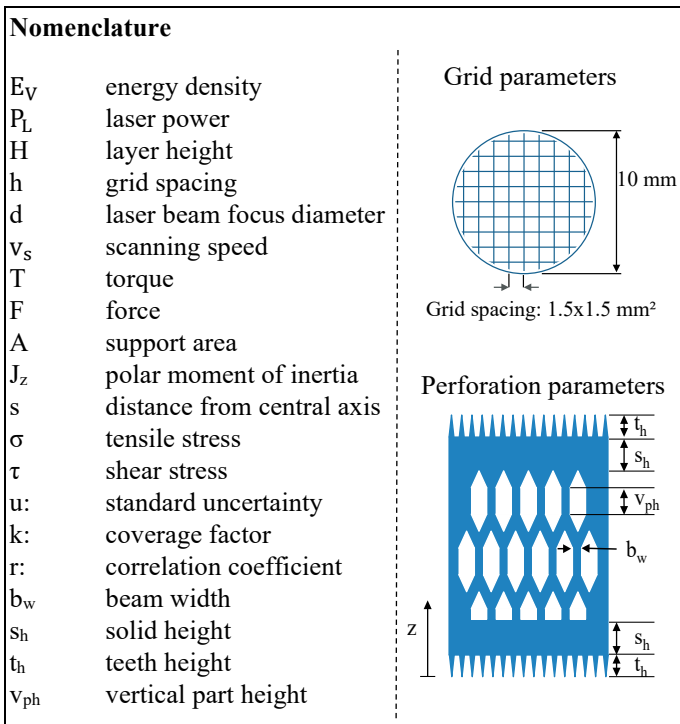 Nomenclature
E_V energy density
P_L laser power
H layer height
h grid spacing
d laser beam focus diameter
v_s scanning speed
T torque
F force
A support area
J_z polar moment of inertia
s distance from central axis
σ tensile stress
τ shear stress
u: standard uncertainty
k: coverage factor
r: correlation coefficient
b_w beam width
s_h solid height
t_h teeth height
v_ph vertical part height
Grid parameters
10 mm
Grid spacing: 1.5x1.5 mm²
Perforation parameters
t_h
s_h
v_ph
b_w
z
s_h
t_h